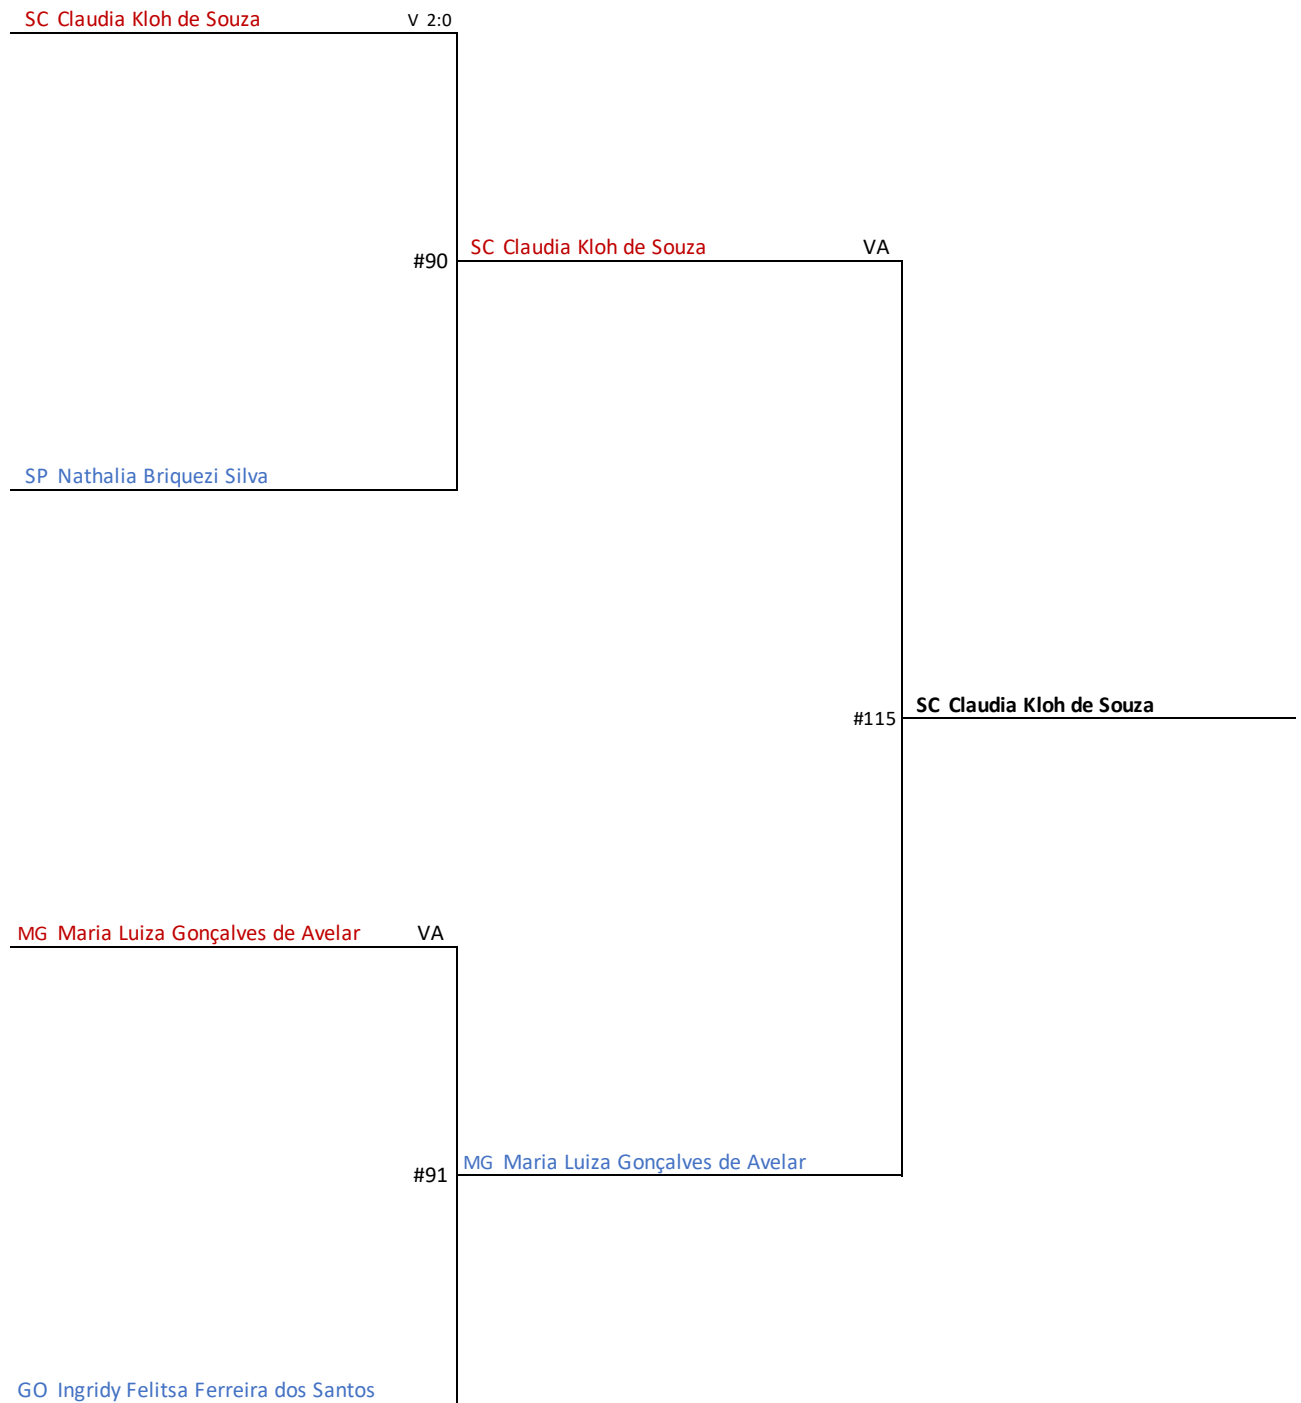 SC Claudia Kloh de Souza V 2:0
#90 SC Claudia Kloh de Souza VA
SP Nathalia Briquezi Silva
#115 SC Claudia Kloh de Souza
MG Maria Luiza Gonçalves de Avelar VA
#91 MG Maria Luiza Gonçalves de Avelar
GO Ingridy Felitsa Ferreira dos Santos